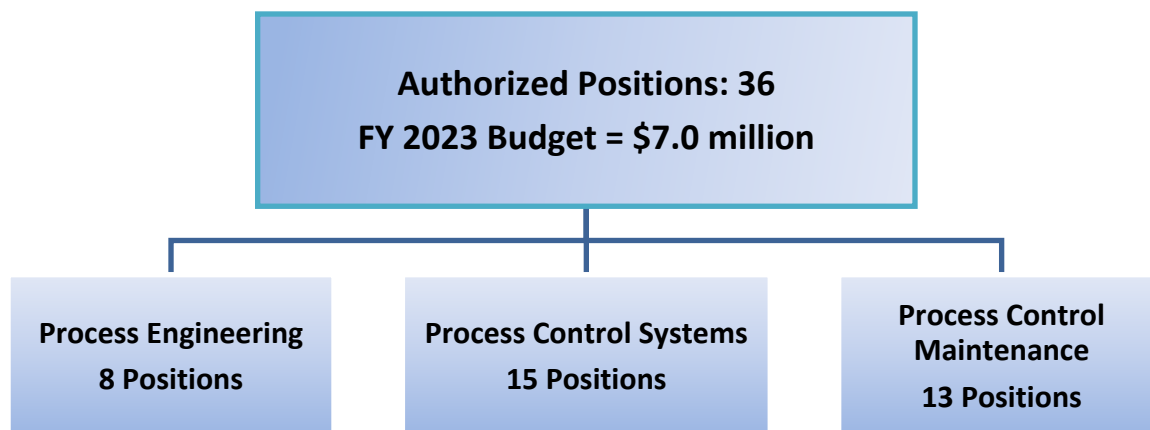 Authorized Positions: 36
FY 2023 Budget = $7.0 million
Process Engineering
8 Positions
Process Control Systems
15 Positions
Process Control
Maintenance
13 Positions